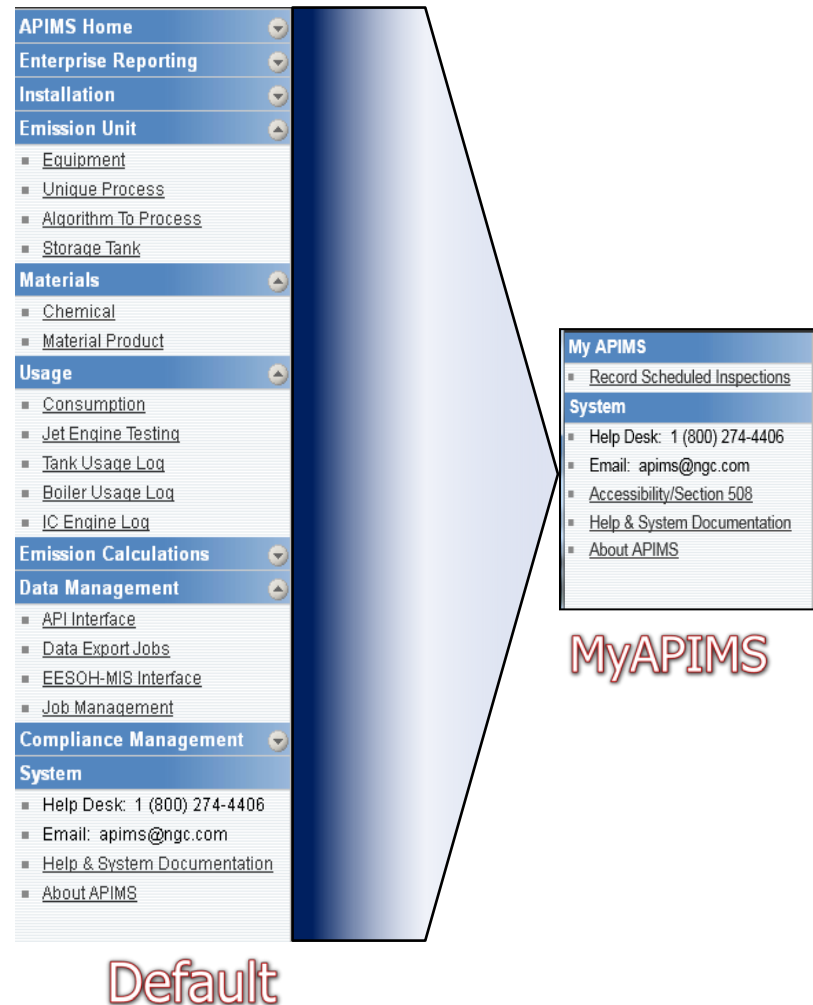 APIMS Home
Enterprise Reporting
Installation
Emission Unit
Equipment
Unique Process
Algorithm To Process
Storage Tank
Materials
Chemical
Material Product
Usage
Consumption
Jet Engine Testing
Tank Usage Log
Boiler Usage Log
IC Engine Log
Emission Calculations
Data Management
API Interface
Data Export Jobs
EESOH-MIS Interface
Job Management
Compliance Management
System
Help Desk: 1 (800) 274-4406
Email: apims@ngc.com
Help & System Documentation
About APIMS
Default
My APIMS
Record Scheduled Inspections
System
Help Desk: 1 (800) 274-4406
Email: apims@ngc.com
Accessibility/Section 508
Help & System Documentation
About APIMS
MyAPIMS